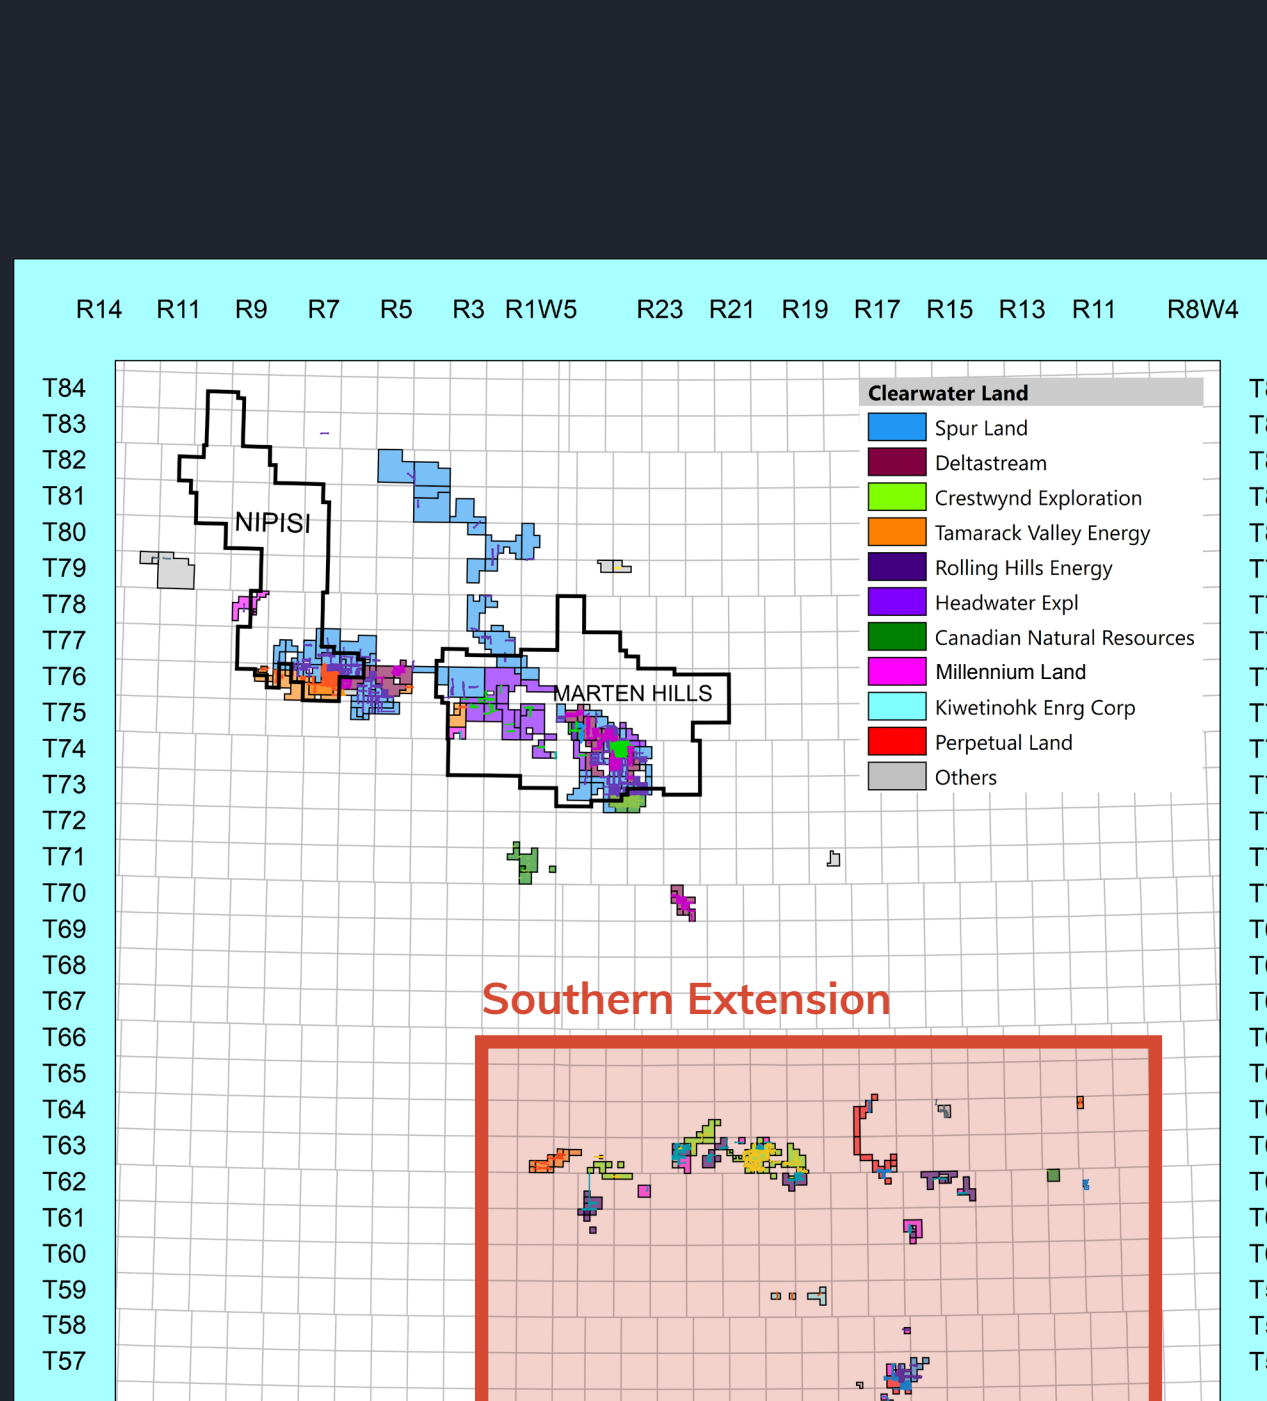 R14 R11 R9 R7 R5 R3 R1W5 R23 R21 R19 R17 R15 R13 R11 R8W4
T84
T83
T82
T81
T80
T79
T78
T77
T76
T75
T74
T73
T72
T71
T70
T69
T68
T67
T66
T65
T64
T63
T62
T61
T60
T59
T58
T57
NIPISI
MARTEN HILLS
Clearwater Land
Spur Land
Deltastream
Crestwynd Exploration
Tamarack Valley Energy
Rolling Hills Energy
Headwater Expl
Canadian Natural Resources
Millennium Land
Kiwetinohk Enrg Corp
Perpetual Land
Others
Southern Extension